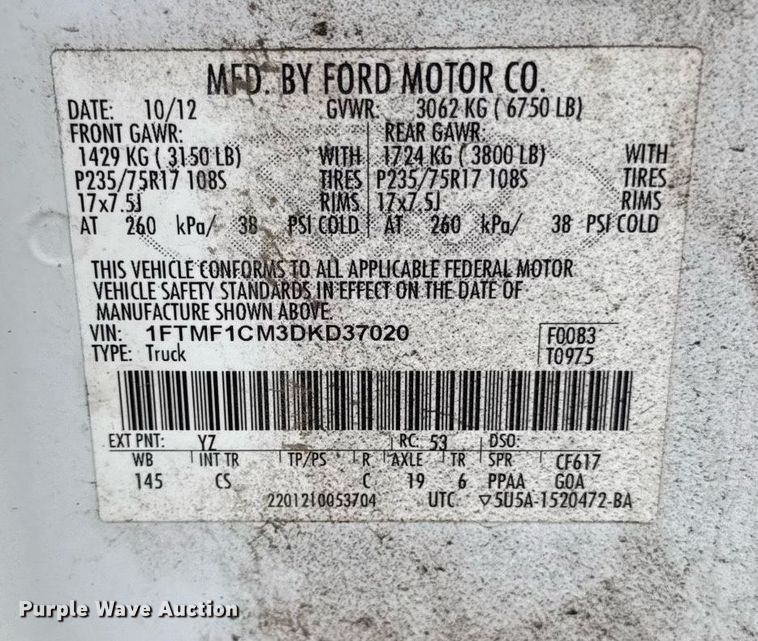 MFD. BY FORD MOTOR CO.
DATE: 10/12 GVWR: 3062 KG ( 6750 LB)
FRONT GAWR: REAR GAWR:
1429 KG ( 3150 LB) WITH 1724 KG ( 3800 LB) WITH
P235/75R17 108S TIRES P235/75R17 108S TIRES
17x7.5J RIMS 17x7.5J RIMS
AT 260 kPa/ 38 PSI COLD AT 260 kPa/ 38 PSI COLD
THIS VEHICLE CONFORMS TO ALL APPLICABLE FEDERAL MOTOR
VEHICLE SAFETY STANDARDS IN EFFECT ON THE DATE OF
MANUFACTURE SHOWN ABOVE.
VIN: 1FTMF1CM3DKD37020 F0083
TYPE: Truck T0975
EXT PNT: YZ RC: 53 DSO:
WB INT TR TP/PS R AXLE TR SPR CF617
145 CS C 19 6 PPAA GOA
2201210053704 UTC ▽5U5A-1520472-BA
Purple Wave Auction